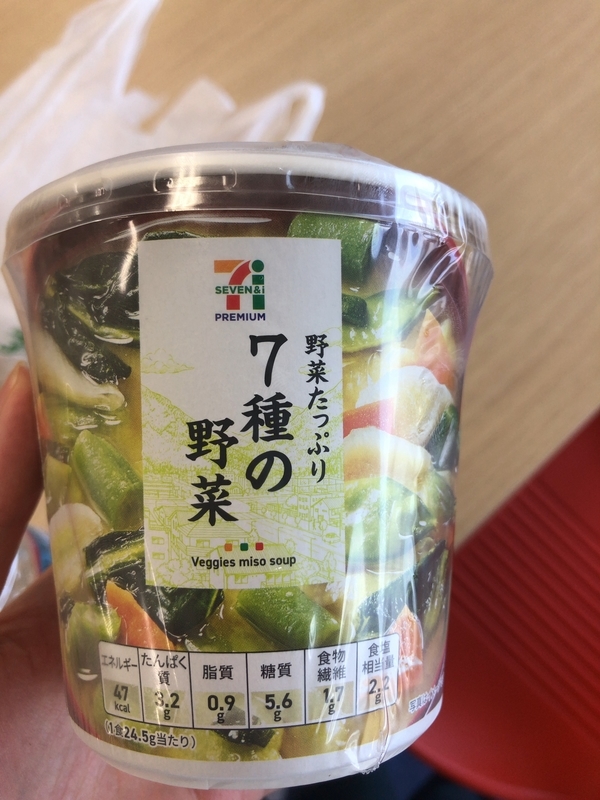 SEVEN&i
PREMIUM
野菜たっぷり
7種の
野菜
Veggies miso soup
エネルギー
47
kcal
たんぱく
質
3.2
g
脂質
0.9
g
糖質
5.6
g
食物
繊維
1.7
g
食塩
相当量
2.2
g
(1食24.5g当たり)
写真は